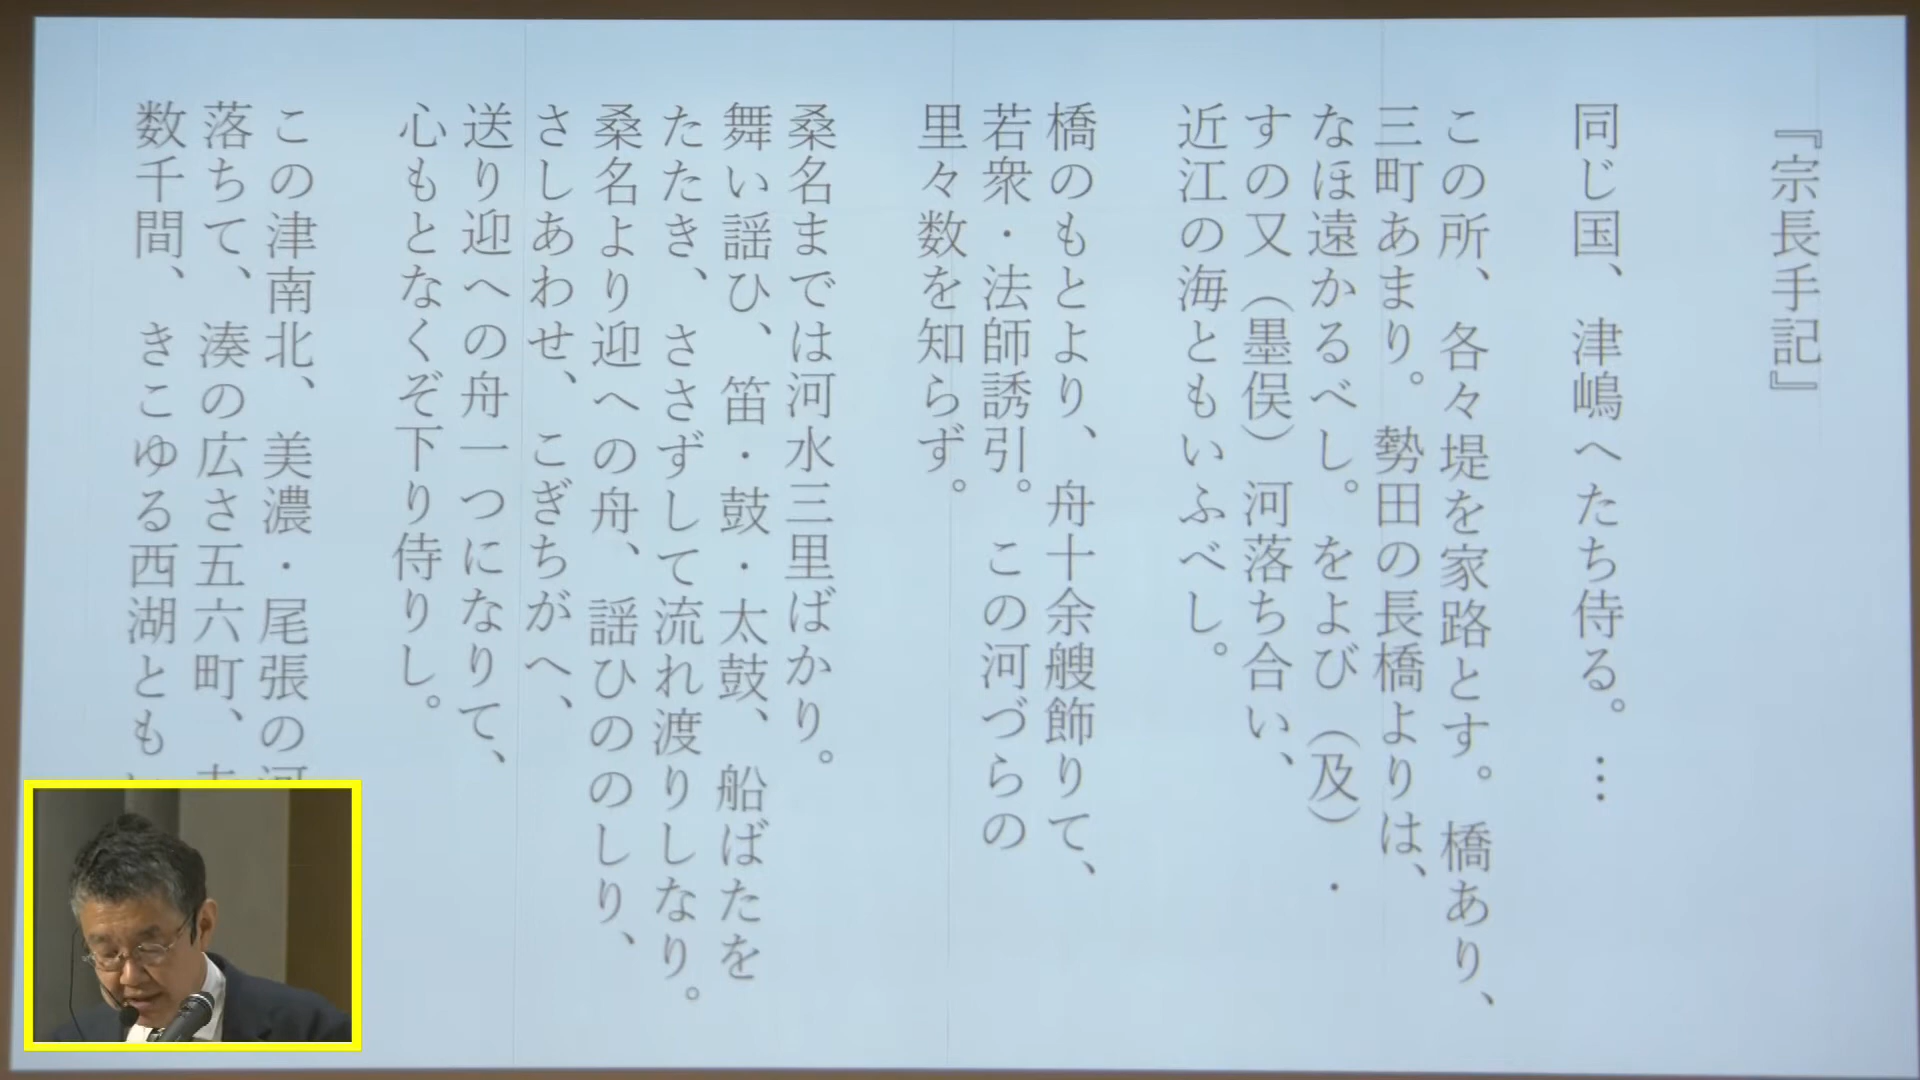 『宗長手記』
同じ国、津嶋へたち侍る。…
この所、各々堤を家路とす。橋あり、
三町あまり。勢田の長橋よりは、
なほ遠かるべし。をよび（及）・
すの又（墨俣）河落ち合い、
近江の海ともいふべし。
橋のもとより、舟十余艘飾りて、
若衆・法師誘引。この河づらの
里々数を知らず。
桑名までは河水三里ばかり。
舞い謡ひ、笛・鼓・太鼓、船ばたを
たたき、ささずして流れ渡りしなり。
桑名より迎への舟、謡ひののしり、
さしあわせ、こぎちがへ、
送り迎への舟一つになりて、
心もとなくぞ下り侍りし。
この津南北、美濃・尾張の
落ちて、湊の広さ五六町、
数千間、きこゆる西湖とも